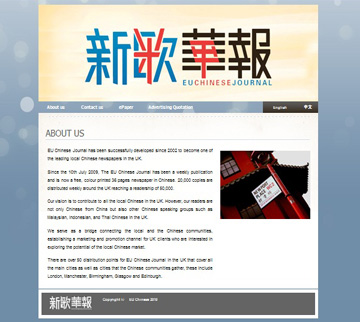 新歌華報
EUCHINESEJOURNAL
About us Contact us ePaper Advertising Quotation English 中文
ABOUT US
EU Chinese Journal has been successfully developed since 2002 to become one of
the leading local Chinese newspapers in the UK.
Since the 10th July 2009, The EU Chinese Journal has been a weekly publication
and is now a free, colour printed 36 pages newspaper in Chinese. 20,000 copies are
distributed weekly around the UK reaching a readership of 90,000.
Our vision is to contribute to all the local Chinese in the UK. However, our readers are
not only Chinese from China but also other Chinese speaking groups such as
Malaysian, Indonesian, and Thai Chinese in the UK.
We serve as a bridge connecting the local and the Chinese communities,
establishing a marketing and promotion channel for UK clients who are interested in
exploring the potential of the local Chinese market.
There are over 90 distribution points for EU Chinese Journal in the UK that cover all
the main cities as well as cities that the Chinese communities gather, these include
London, Manchester, Birmingham, Glasgow and Edinburgh.
新歌華報 Copyright © EU Chinese